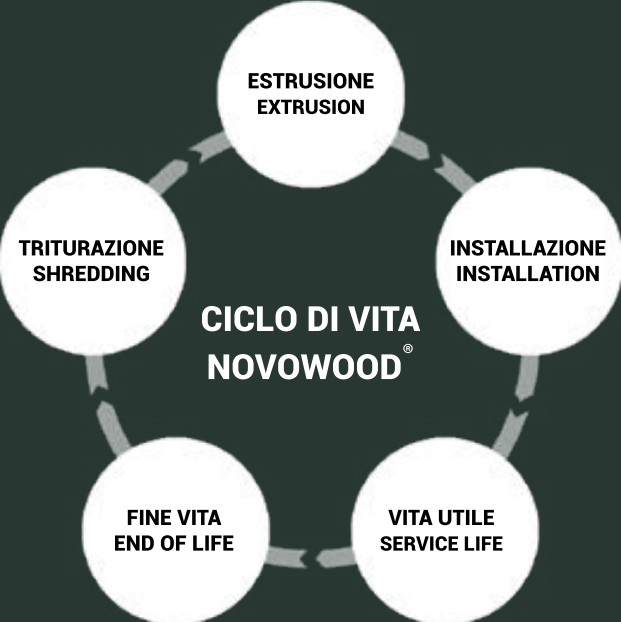 ESTRUSIONE
EXTRUSION
INSTALLAZIONE
INSTALLATION
VITA UTILE
SERVICE LIFE
FINE VITA
END OF LIFE
TRITURAZIONE
SHREDDING
CICLO DI VITA
NOVOWOOD®